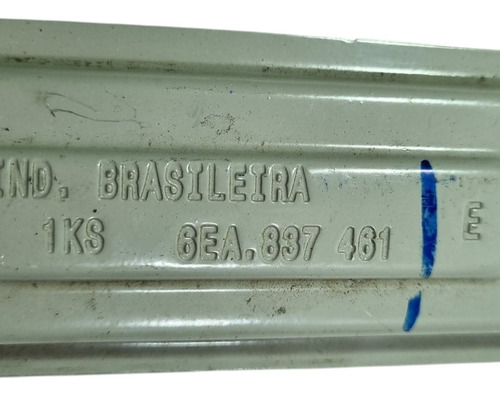 IND. BRASILEIRA
1KS 6EA.837 461 E